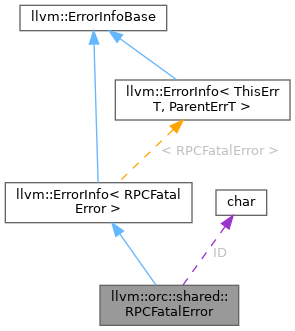 llvm::ErrorInfoBase
llvm::ErrorInfo< ThisErr
T, ParentErrT >
< RPCFatalError >
llvm::ErrorInfo< RPCFatal
Error >
char
ID
llvm::orc::shared::
RPCFatalError